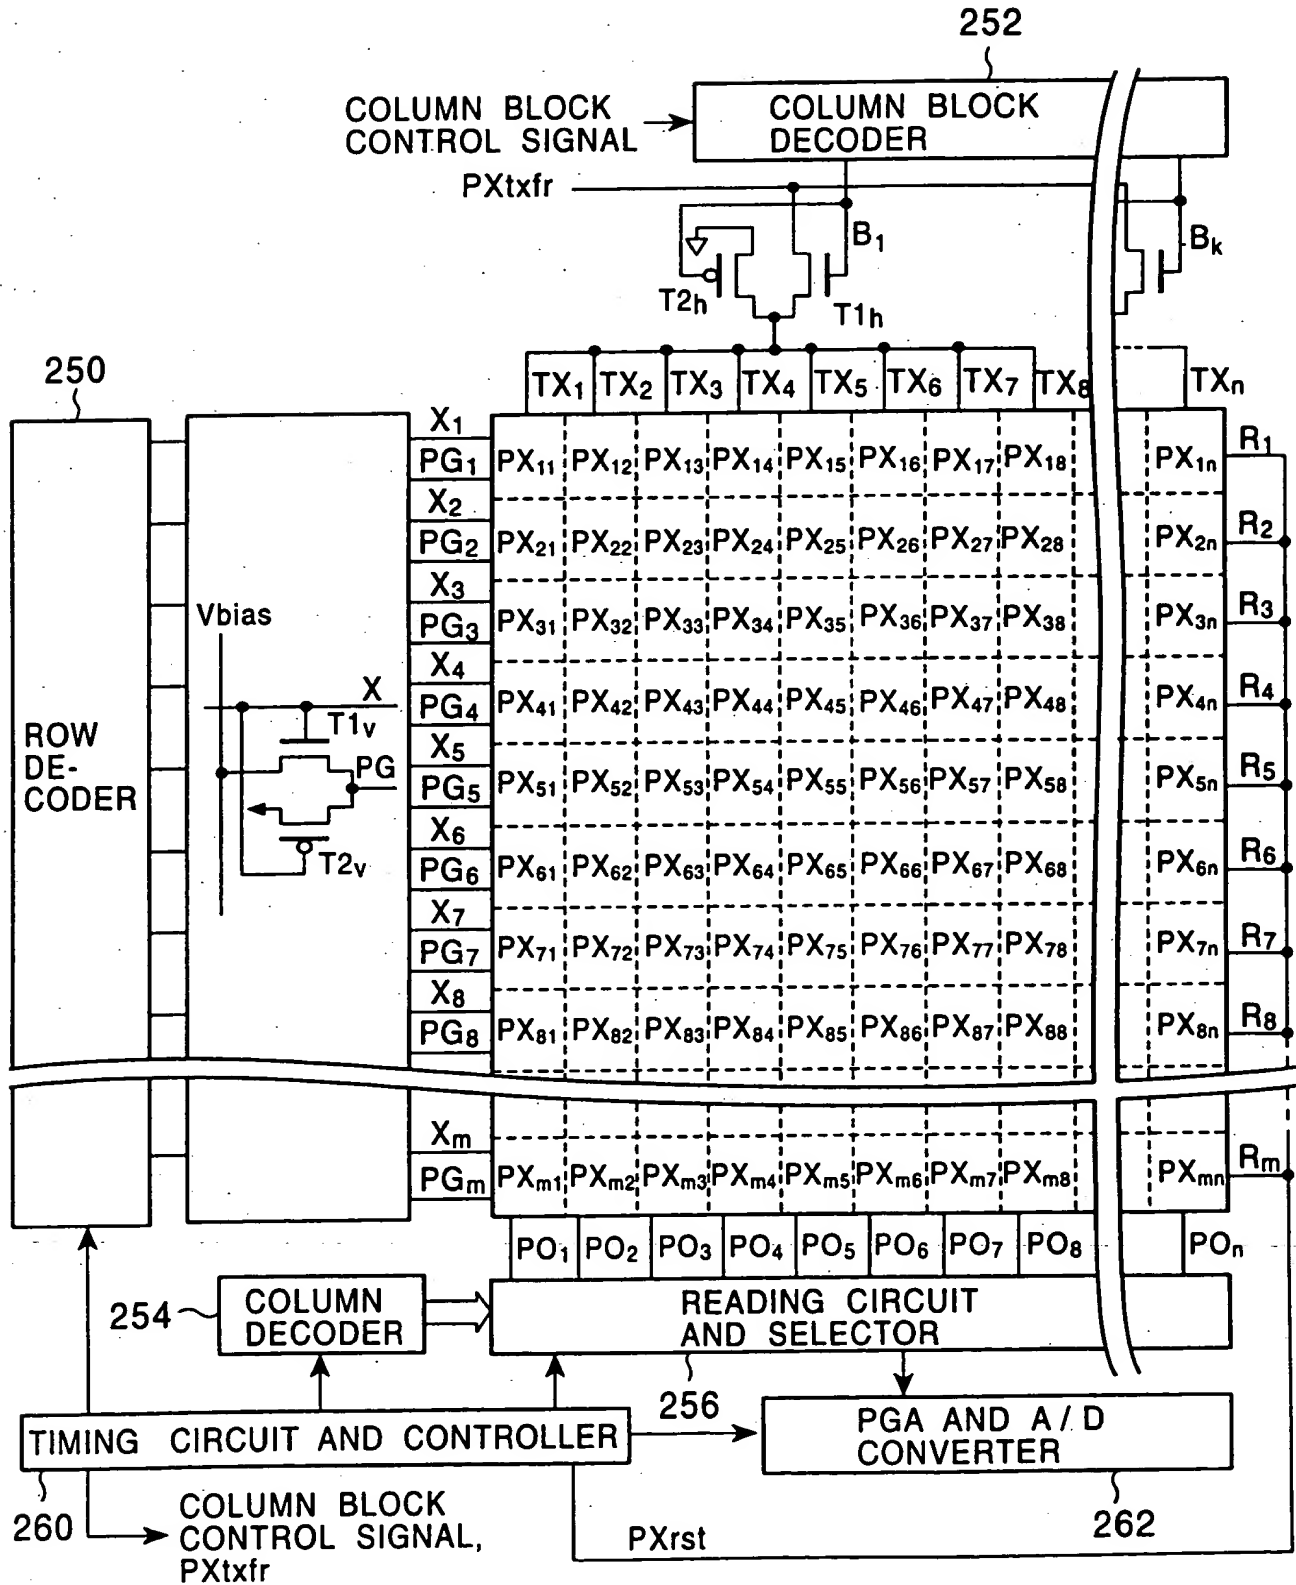 252
COLUMN BLOCK
CONTROL SIGNAL
COLUMN BLOCK
DECODER
PXtxfr
B1
Bk
T2h
T1h
250
TX1 TX2 TX3 TX4 TX5 TX6 TX7 TX8 TXn
X1
PG1 PX11 PX12 PX13 PX14 PX15 PX16 PX17 PX18 PX1n R1
X2
PG2 PX21 PX22 PX23 PX24 PX25 PX26 PX27 PX28 PX2n R2
X3
PG3 PX31 PX32 PX33 PX34 PX35 PX36 PX37 PX38 PX3n R3
X4
PG4 PX41 PX42 PX43 PX44 PX45 PX46 PX47 PX48 PX4n R4
X5
PG5 PX51 PX52 PX53 PX54 PX55 PX56 PX57 PX58 PX5n R5
X6
PG6 PX61 PX62 PX63 PX64 PX65 PX66 PX67 PX68 PX6n R6
X7
PG7 PX71 PX72 PX73 PX74 PX75 PX76 PX77 PX78 PX7n R7
X8
PG8 PX81 PX82 PX83 PX84 PX85 PX86 PX87 PX88 PX8n R8
Xm
PGm PXm1 PXm2 PXm3 PXm4 PXm5 PXm6 PXm7 PXm8 PXmn Rm
Vbias
X
T1v
PG
T2v
ROW
DE-
CODER
PO1 PO2 PO3 PO4 PO5 PO6 PO7 PO8 POn
254
COLUMN
DECODER
READING CIRCUIT
AND SELECTOR
256
TIMING CIRCUIT AND CONTROLLER
PGA AND A/D
CONVERTER
260
COLUMN BLOCK
CONTROL SIGNAL,
PXtxfr
PXrst
262